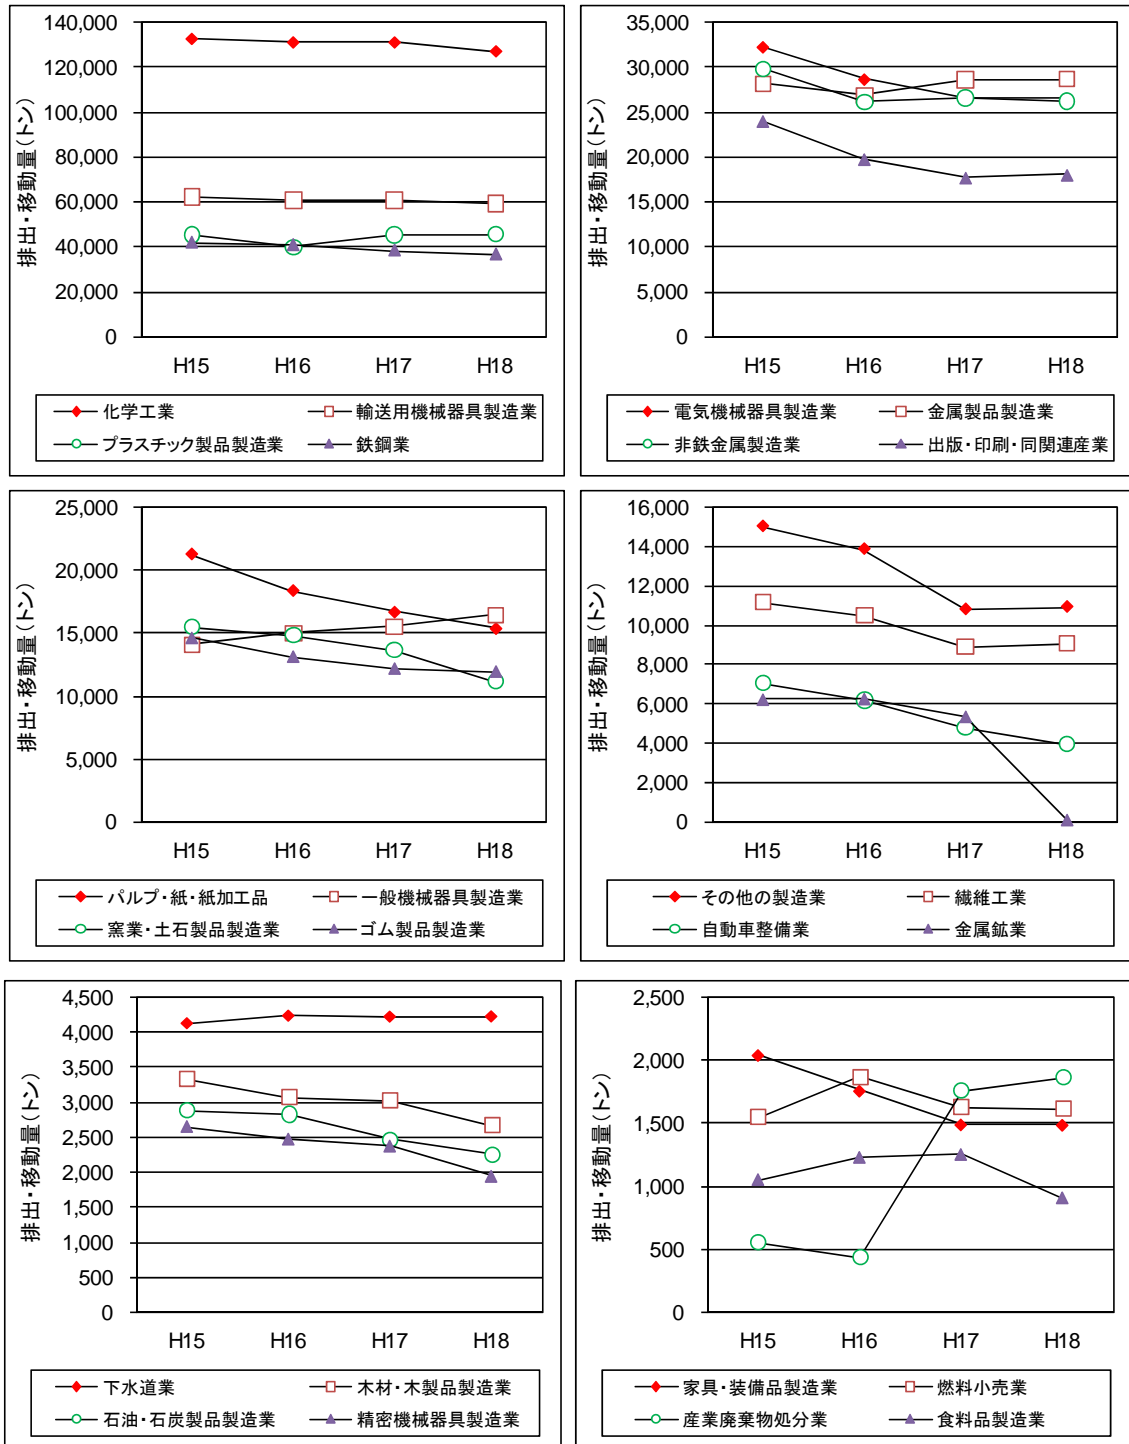 140,000
120,000
100,000
80,000
60,000
40,000
20,000
0
排出・移動量(トン)
H15 H16 H17 H18
化学工業 輸送用機械器具製造業
プラスチック製品製造業 鉄鋼業
35,000
30,000
25,000
20,000
15,000
10,000
5,000
0
排出・移動量(トン)
H15 H16 H17 H18
電気機械器具製造業 金属製品製造業
非鉄金属製造業 出版・印刷・同関連産業
25,000
20,000
15,000
10,000
5,000
0
排出・移動量(トン)
H15 H16 H17 H18
パルプ・紙・紙加工品 一般機械器具製造業
窯業・土石製品製造業 ゴム製品製造業
16,000
14,000
12,000
10,000
8,000
6,000
4,000
2,000
0
排出・移動量(トン)
H15 H16 H17 H18
その他の製造業 繊維工業
自動車整備業 金属鉱業
4,500
4,000
3,500
3,000
2,500
2,000
1,500
1,000
500
0
排出・移動量(トン)
H15 H16 H17 H18
下水道業 木材・木製品製造業
石油・石炭製品製造業 精密機械器具製造業
2,500
2,000
1,500
1,000
500
0
排出・移動量(トン)
H15 H16 H17 H18
家具・装備品製造業 燃料小売業
産業廃棄物処分業 食料品製造業